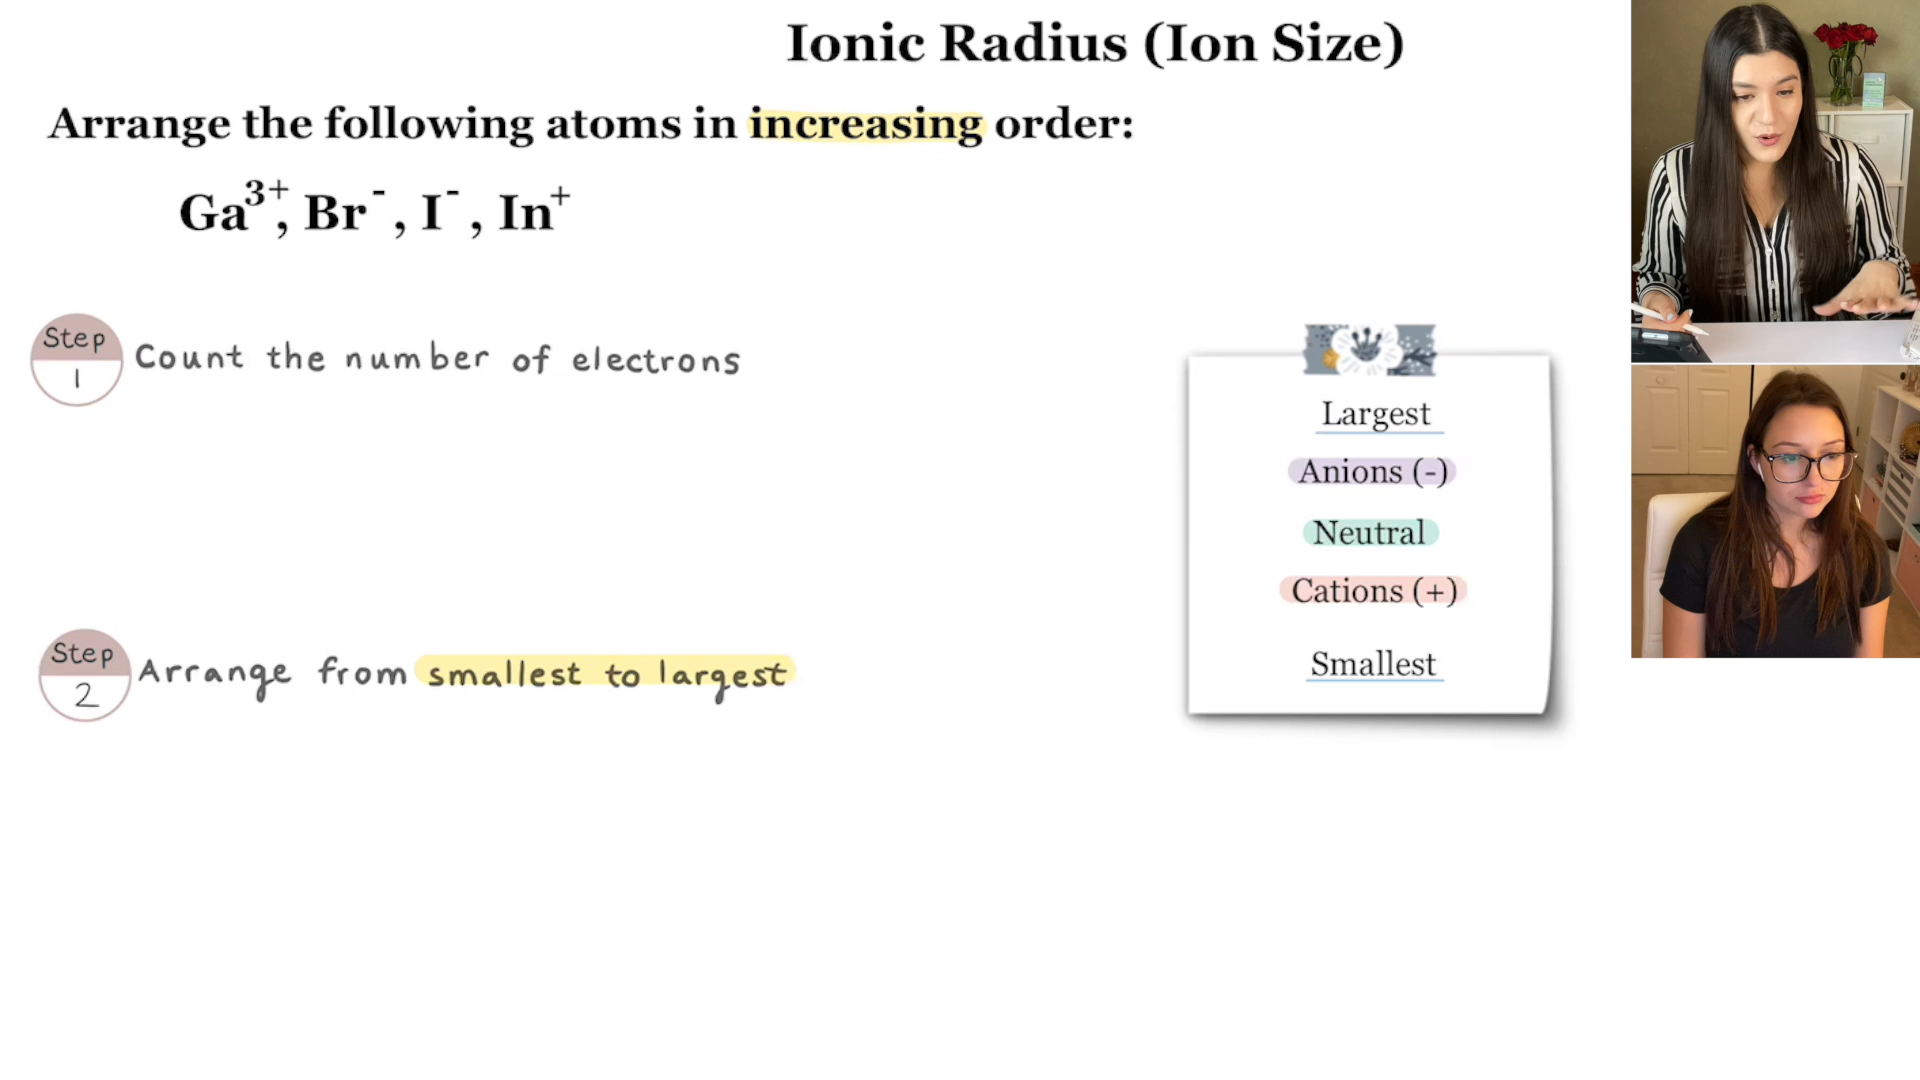 Ionic Radius (Ion Size)
Arrange the following atoms in increasing order:
Ga³⁺, Br⁻, I⁻, In⁺
Step 1 Count the number of electrons
Largest
Anions (-)
Neutral
Cations (+)
Smallest
Step 2 Arrange from smallest to largest